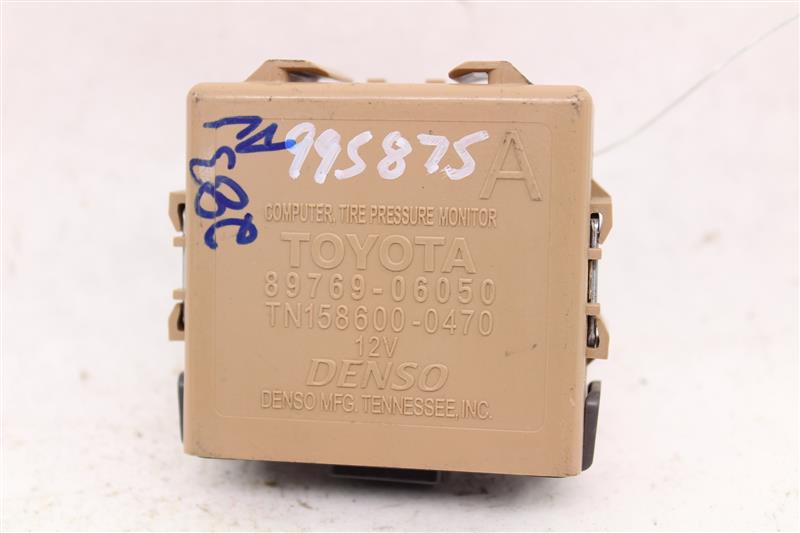 995875
A
COMPUTER, TIRE PRESSURE MONITOR
TOYOTA
89769-06050
TN158600-0470
12V
DENSO
DENSO MFG. TENNESSEE, INC.